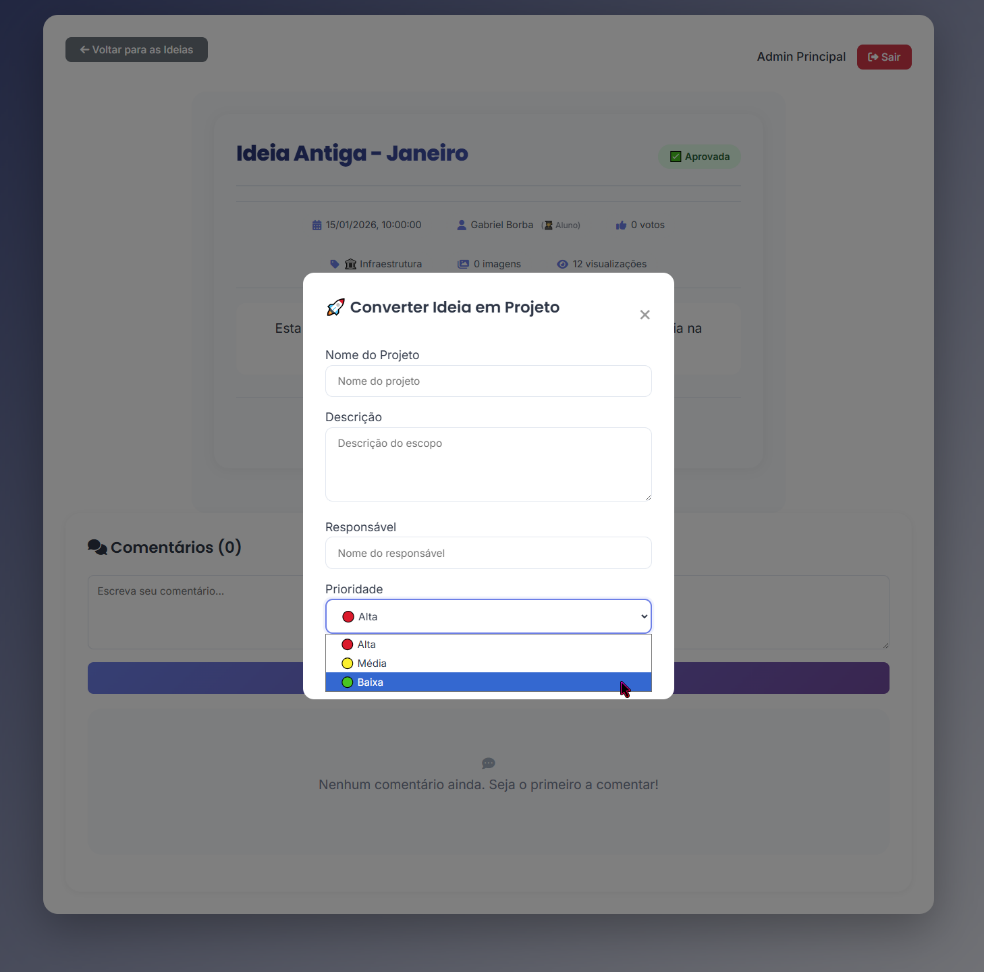 ← Voltar para as Ideias
Admin Principal
Sair
Ideia Antiga - Janeiro
Aprovada
15/01/2026, 10:00:00
Gabriel Borba
(Aluno)
0 votos
Infraestrutura
0 imagens
12 visualizações
Converter Ideia em Projeto
×
Esta
ia na
Nome do Projeto
Nome do projeto
Descrição
Descrição do escopo
Responsável
Nome do responsável
Prioridade
Alta
Alta
Média
Baixa
Comentários (0)
Escreva seu comentário...
Nenhum comentário ainda. Seja o primeiro a comentar!